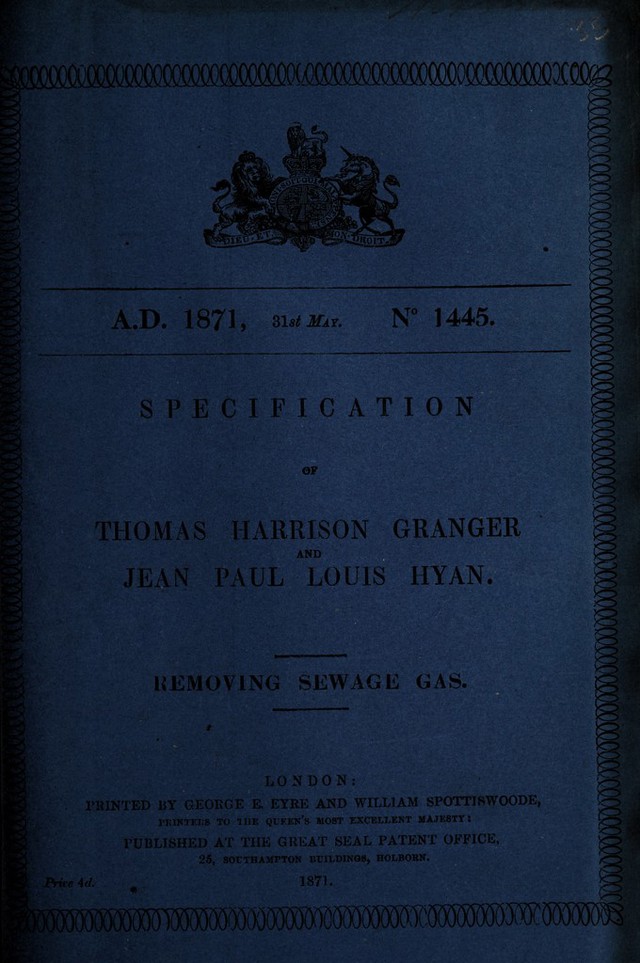 DIEU ET MON DROIT
A.D. 1871, 31st MAY. No 1445.
SPECIFICATION
OF
THOMAS HARRISON GRANGER
AND
JEAN PAUL LOUIS HYAN.
REMOVING SEWAGE GAS.
LONDON:
PRINTED BY GEORGE E. EYRE AND WILLIAM SPOTTISWOODE,
PRINTERS TO THE QUEEN'S MOST EXCELLENT MAJESTY:
PUBLISHED AT THE GREAT SEAL PATENT OFFICE,
25, SOUTHAMPTON BUILDINGS, HOLBORN.
Price 4d. 1871.